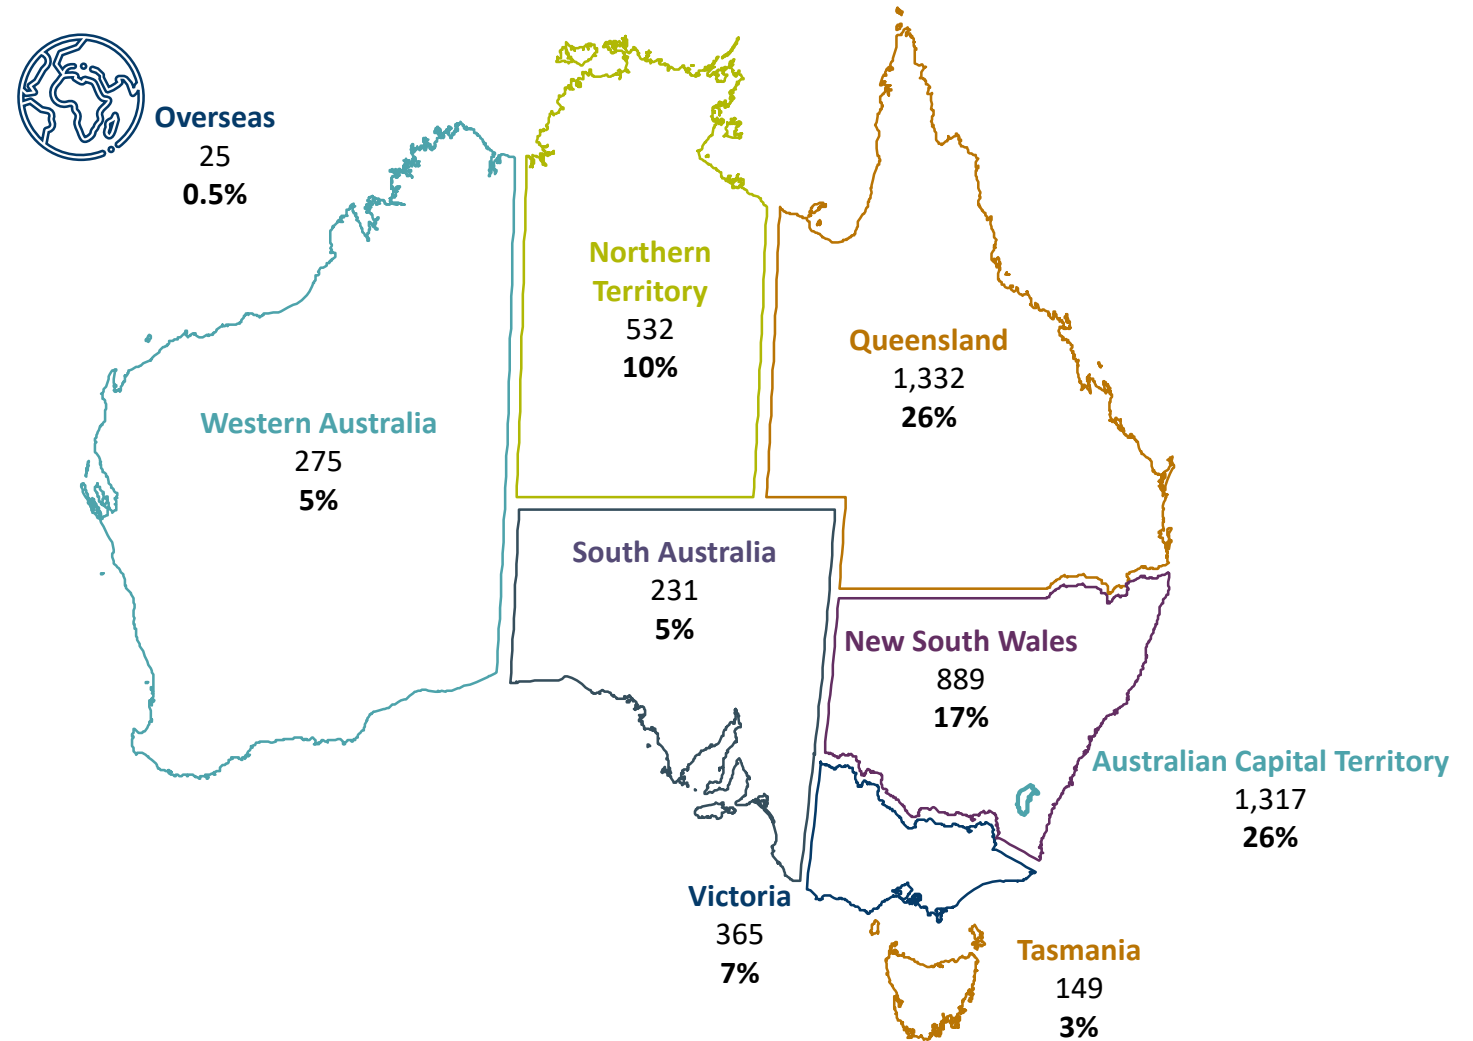 Overseas
25
0.5%
Northern
Territory
532
10%
Queensland
1,332
26%
Western Australia
275
5%
South Australia
231
5%
New South Wales
889
17%
Australian Capital Territory
1,317
26%
Victoria
365
7%
Tasmania
149
3%